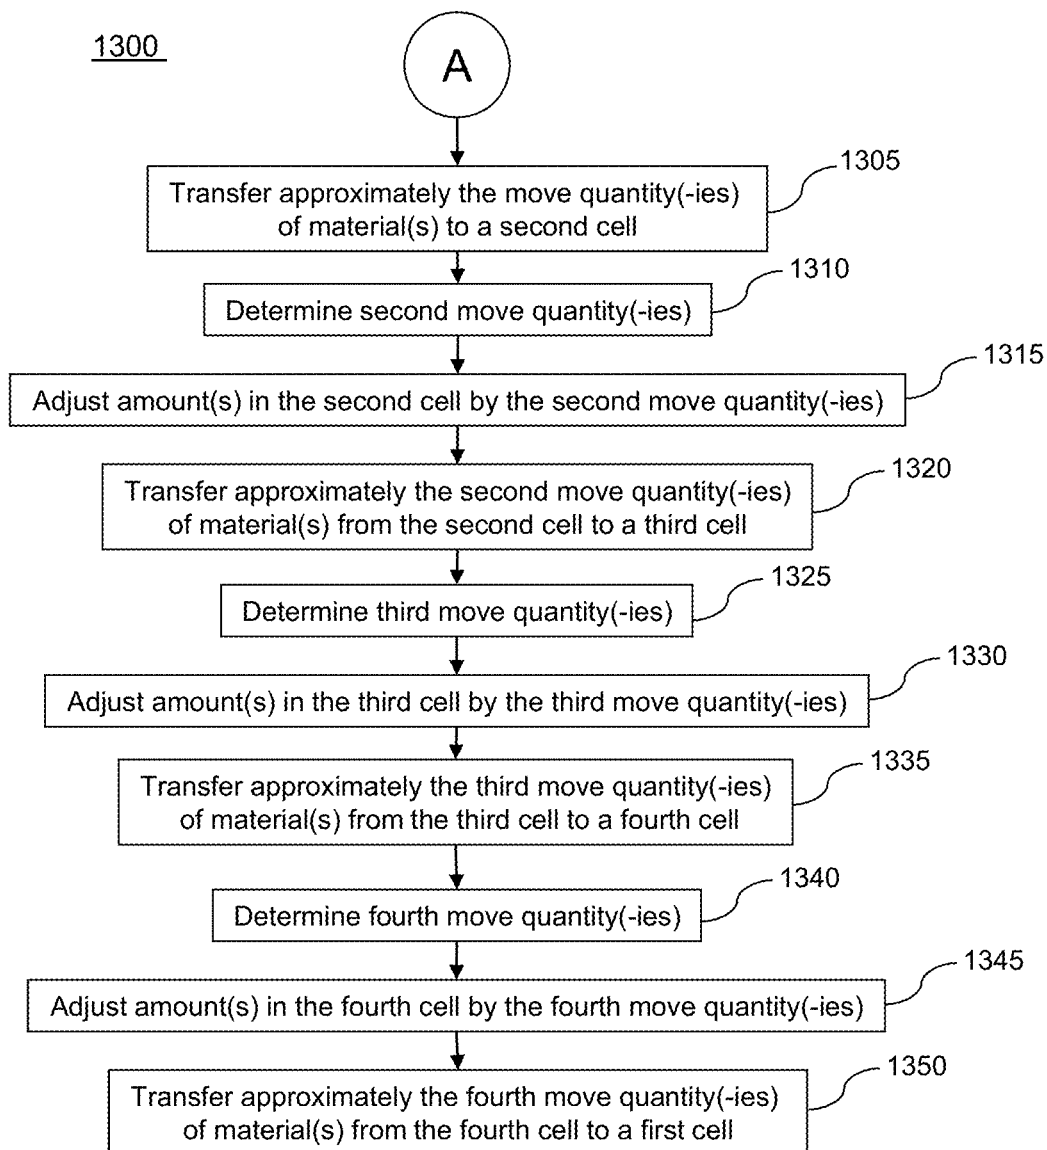 1300
A
1305
Transfer approximately the move quantity(-ies)
of material(s) to a second cell
1310
Determine second move quantity(-ies)
1315
Adjust amount(s) in the second cell by the second move quantity(-ies)
1320
Transfer approximately the second move quantity(-ies)
of material(s) from the second cell to a third cell
1325
Determine third move quantity(-ies)
1330
Adjust amount(s) in the third cell by the third move quantity(-ies)
1335
Transfer approximately the third move quantity(-ies)
of material(s) from the third cell to a fourth cell
1340
Determine fourth move quantity(-ies)
1345
Adjust amount(s) in the fourth cell by the fourth move quantity(-ies)
1350
Transfer approximately the fourth move quantity(-ies)
of material(s) from the fourth cell to a first cell